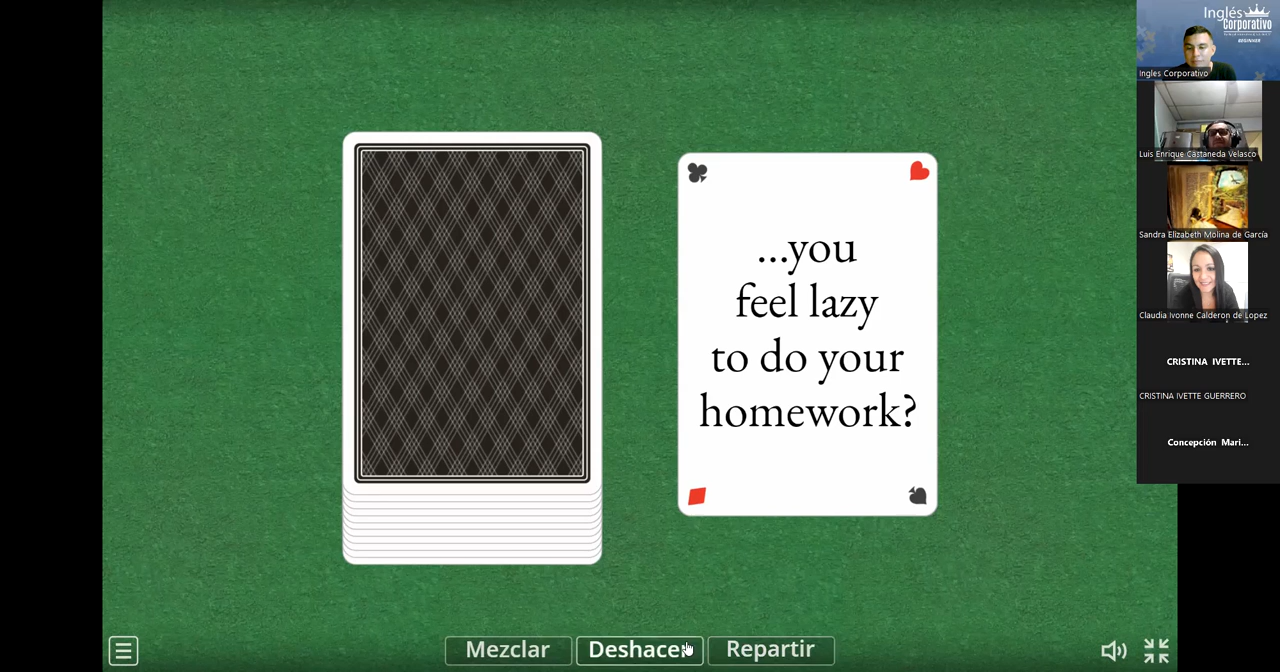 ...you
feel lazy
to do your
homework?
Mezclar
Deshacer
Repartir
Inglés
Corporativo
BEGINNER
Ingles Corporativo
Luis Enrique Castaneda Velasco
Sandra Elizabeth Molina de García
Claudia Ivonne Calderon de Lopez
CRISTINA IVETTE...
CRISTINA IVETTE GUERRERO
Concepción Mari...